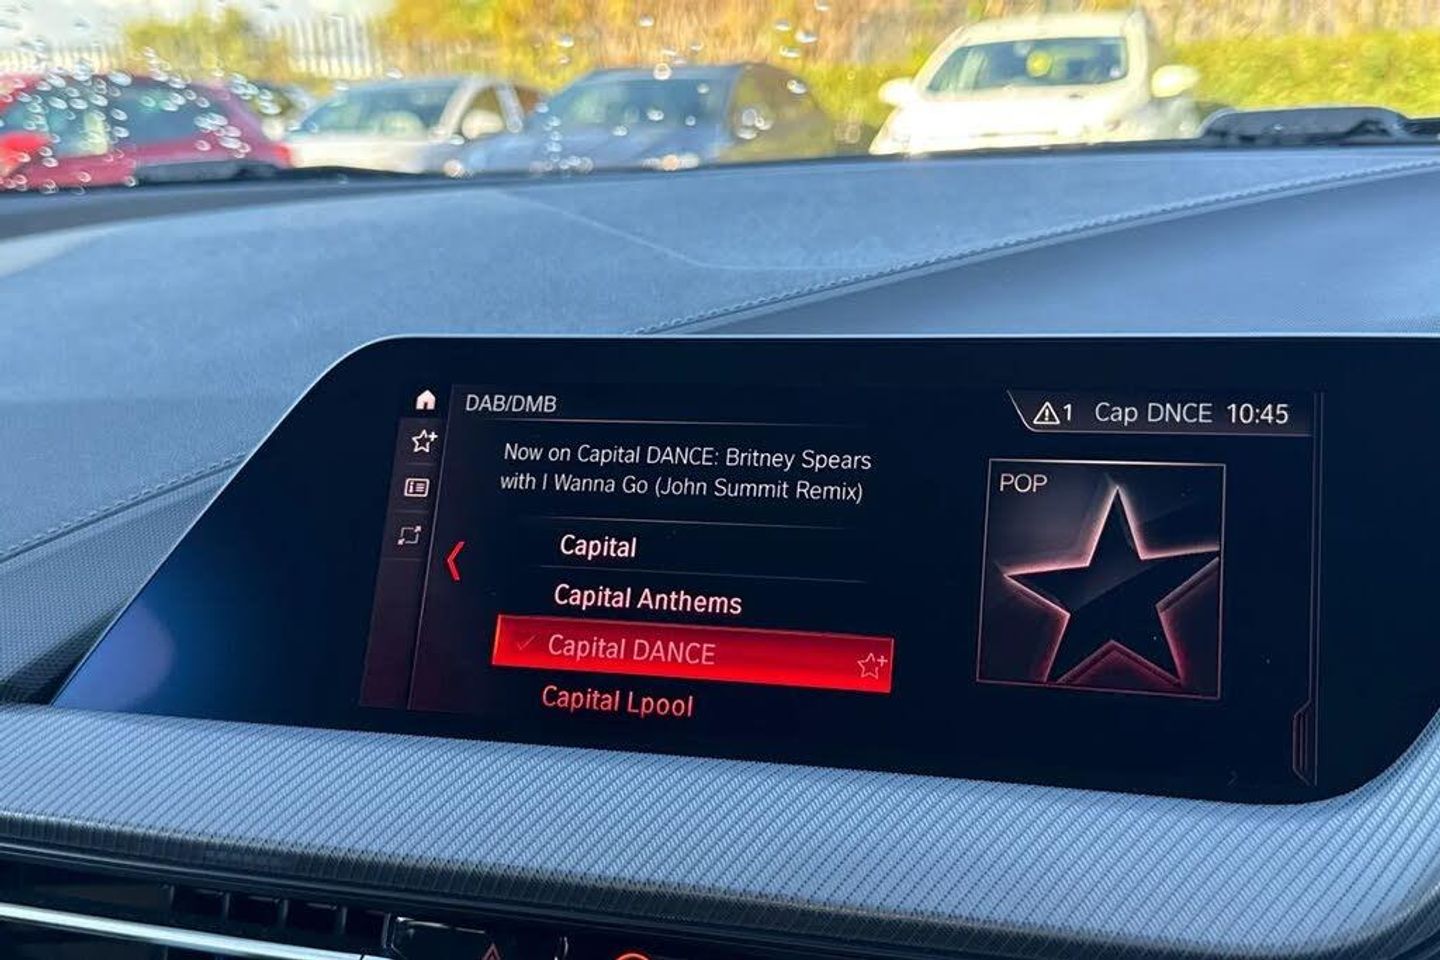 DAB/DMB
1 Cap DNCE 10:45
Now on Capital DANCE: Britney Spears
with I Wanna Go (John Summit Remix)
POP
Capital
Capital Anthems
Capital DANCE
Capital Lpool